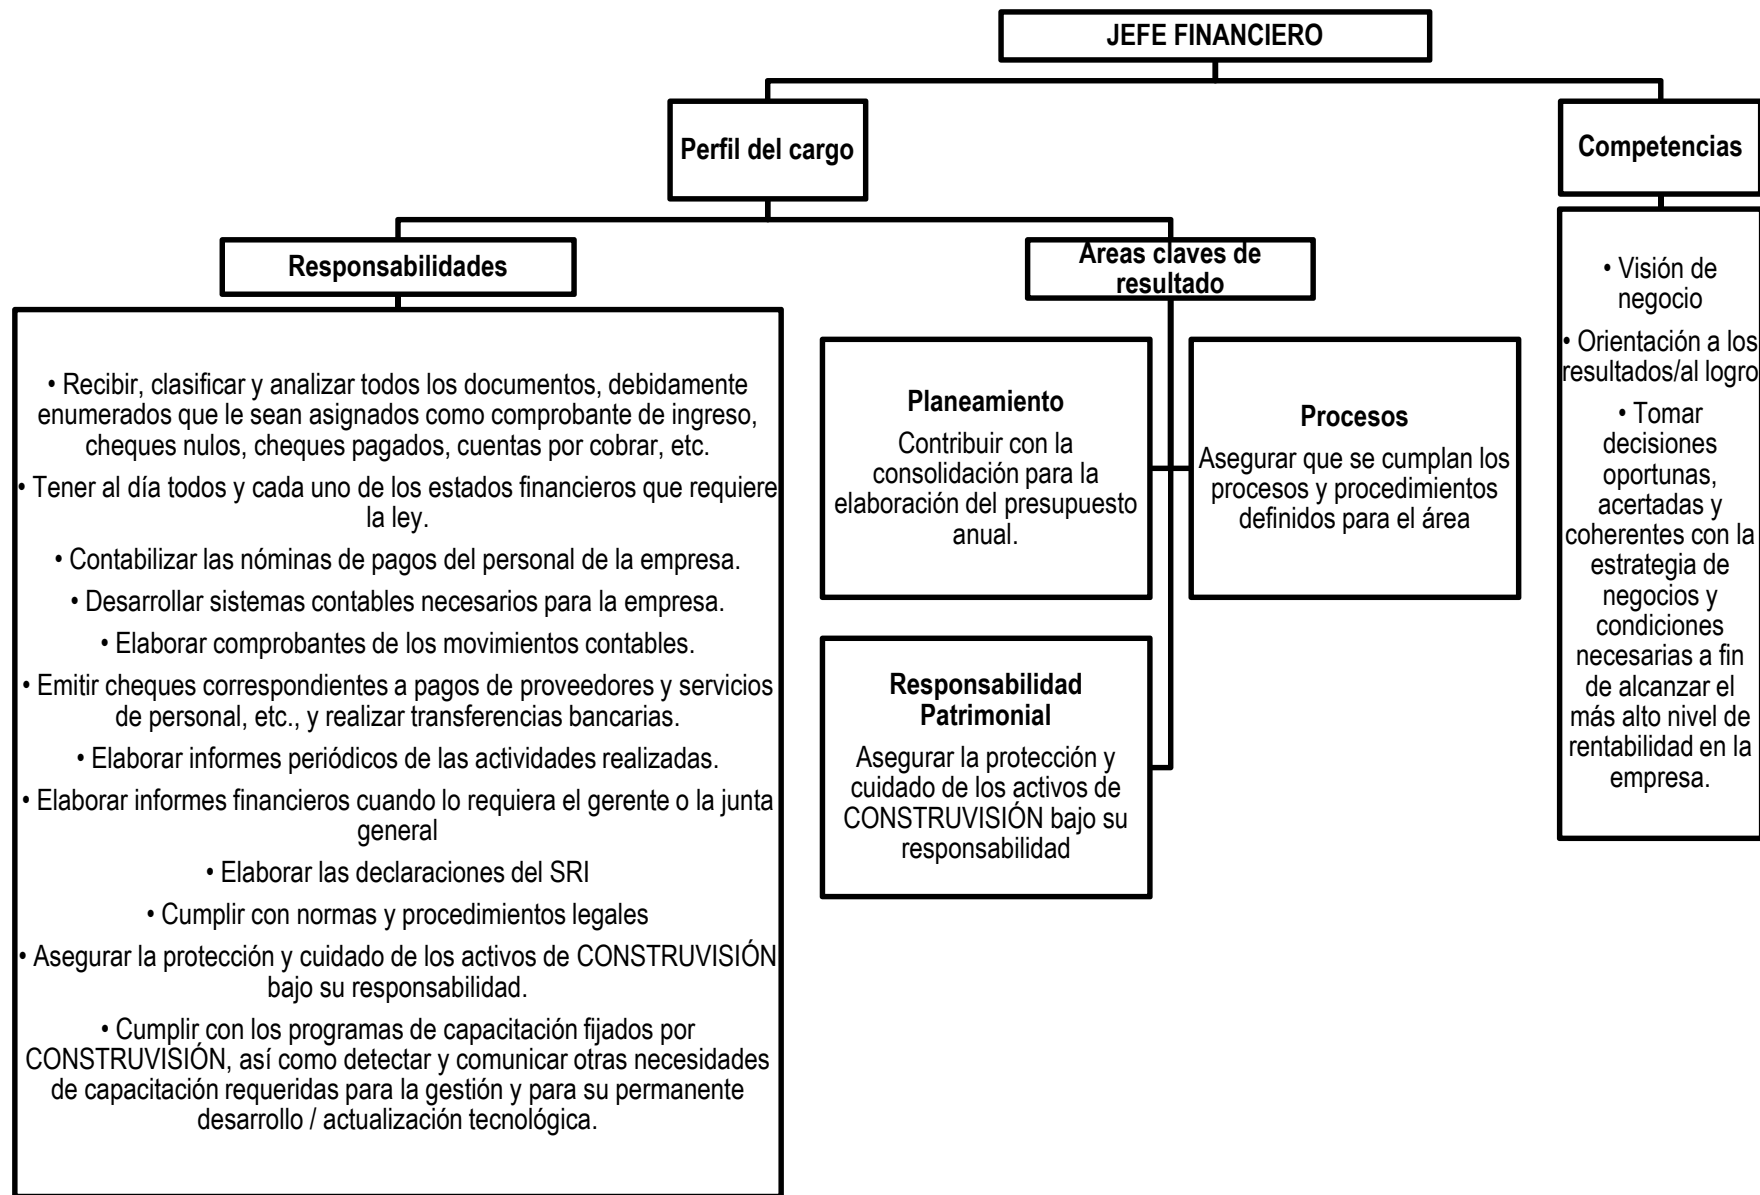 JEFE FINANCIERO
Perfil del cargo
Competencias
Responsabilidades
• Recibir, clasificar y analizar todos los documentos, debidamente
enumerados que le sean asignados como comprobante de ingreso,
cheques nulos, cheques pagados, cuentas por cobrar, etc.
• Tener al día todos y cada uno de los estados financieros que requiere
la ley.
• Contabilizar las nóminas de pagos del personal de la empresa.
• Desarrollar sistemas contables necesarios para la empresa.
• Elaborar comprobantes de los movimientos contables.
• Emitir cheques correspondientes a pagos de proveedores y servicios
de personal, etc., y realizar transferencias bancarias.
• Elaborar informes periódicos de las actividades realizadas.
• Elaborar informes financieros cuando lo requiera el gerente o la junta
general
• Elaborar las declaraciones del SRI
• Cumplir con normas y procedimientos legales
• Asegurar la protección y cuidado de los activos de CONSTRUVISIÓN
bajo su responsabilidad.
• Cumplir con los programas de capacitación fijados por
CONSTRUVISIÓN, así como detectar y comunicar otras necesidades
de capacitación requeridas para la gestión y para su permanente
desarrollo / actualización tecnológica.
Areas claves de
resultado
Planeamiento
Contribuir con la
consolidación para la
elaboración del presupuesto
anual.
Procesos
Asegurar que se cumplan los
procesos y procedimientos
definidos para el área
Responsabilidad
Patrimonial
Asegurar la protección y
cuidado de los activos de
CONSTRUVISIÓN bajo su
responsabilidad
• Visión de
negocio
• Orientación a los
resultados/al logro
• Tomar
decisiones
oportunas,
acertadas y
coherentes con la
estrategia de
negocios y
condiciones
necesarias a fin
de alcanzar el
más alto nivel de
rentabilidad en la
empresa.